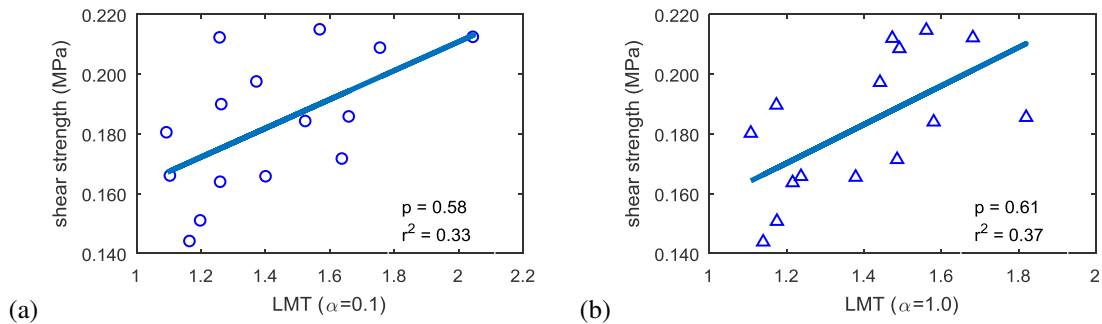 0.220
0.200
0.180
0.160
0.140
shear strength (MPa)
p = 0.58
r² = 0.33
1 1.2 1.4 1.6 1.8 2 2.2
LMT (α=0.1)
(a)
0.220
0.200
0.180
0.160
0.140
shear strength (MPa)
p = 0.61
r² = 0.37
1 1.2 1.4 1.6 1.8 2
LMT (α=1.0)
(b)